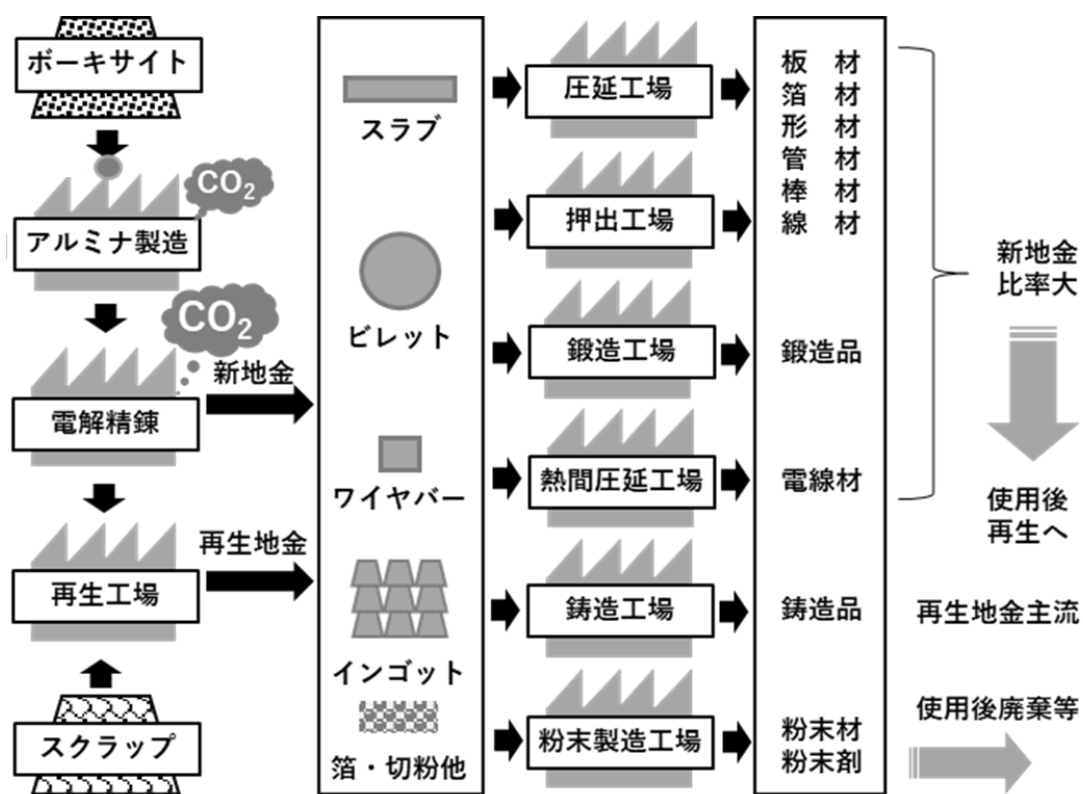 ボーキサイト
CO2
アルミナ製造
CO2
新地金
電解精錬
再生地金
再生工場
スクラップ
スラブ
ビレット
ワイヤバー
インゴット
箔・切粉他
圧延工場
押出工場
鍛造工場
熱間圧延工場
鋳造工場
粉末製造工場
板　材
箔　材
形　材
管　材
棒　材
線　材
鍛造品
電線材
鋳造品
粉末材
粉末剤
新地金
比率大
使用後
再生へ
再生地金主流
使用後廃棄等